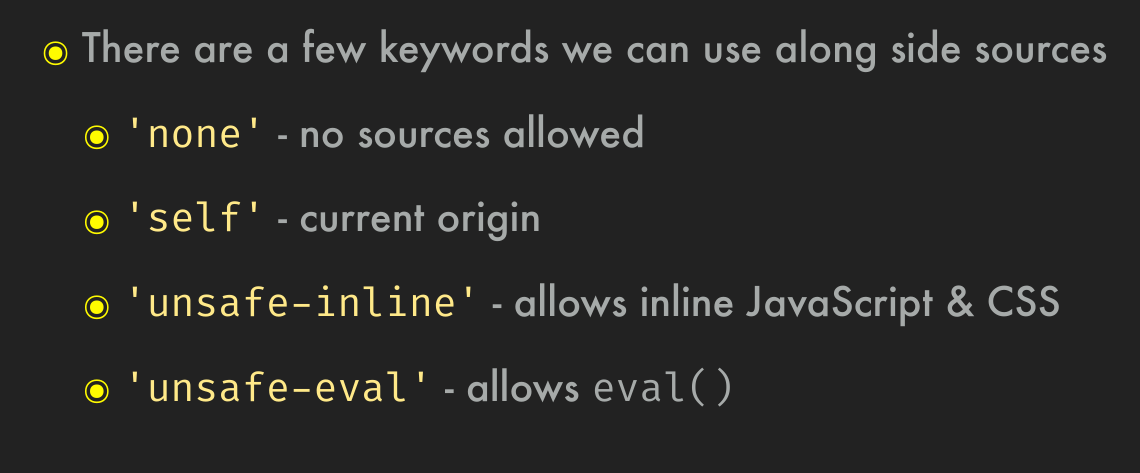 There are a few keywords we can use along side sources
'none' - no sources allowed
'self' - current origin
'unsafe-inline' - allows inline JavaScript & CSS
'unsafe-eval' - allows eval()